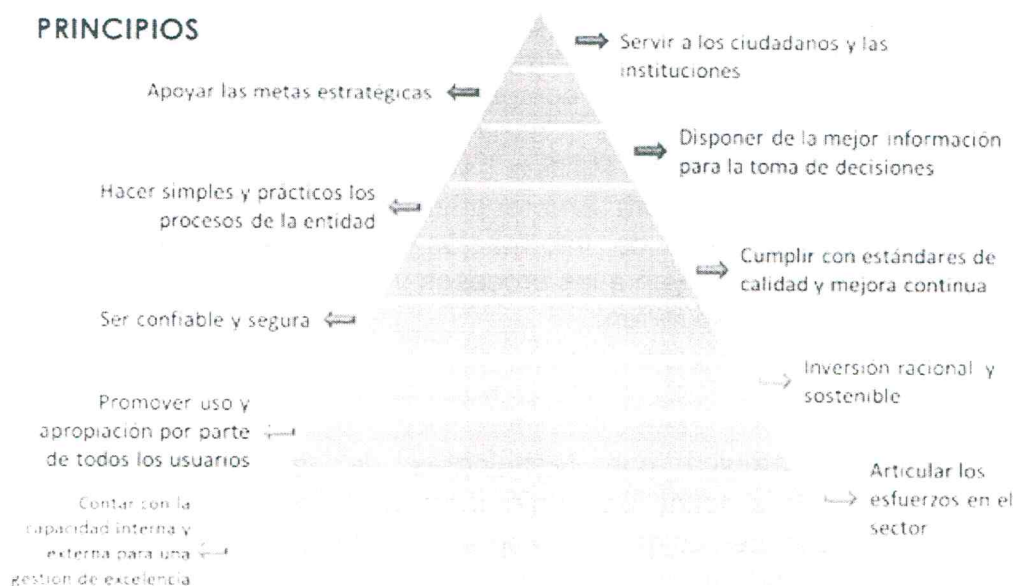 PRINCIPIOS
Servir a los ciudadanos y las
instituciones
Apoyar las metas estratégicas
Disponer de la mejor información
para la toma de decisiones
Hacer simples y prácticos los
procesos de la entidad
Cumplir con estándares de
calidad y mejora continua
Ser confiable y segura
Inversión racional y
sostenible
Promover uso y
apropiación por parte
de todos los usuarios
Articular los
esfuerzos en el
sector
Contar con la
capacidad interna y
externa para una
gestión de excelencia